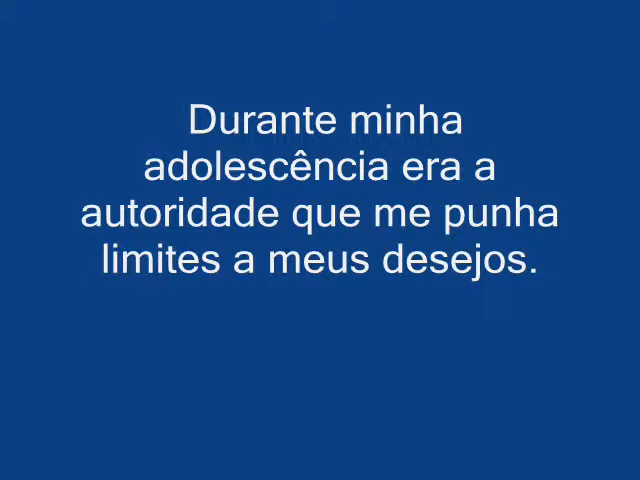 Durante minha
adolescência era a
autoridade que me punha
limites a meus desejos.